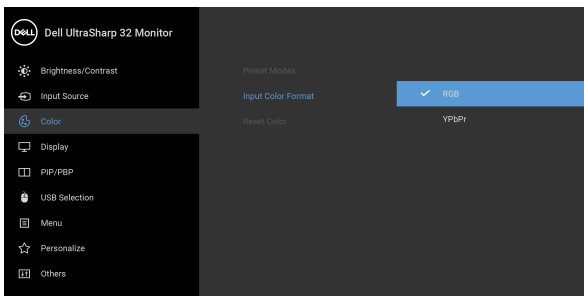 DELL
Dell UltraSharp 32 Monitor
Brightness/Contrast
Input Source
Color
Display
PIP/PBP
USB Selection
Menu
Personalize
Others
Preset Modes
Input Color Format
Reset Color
RGB
YPbPr